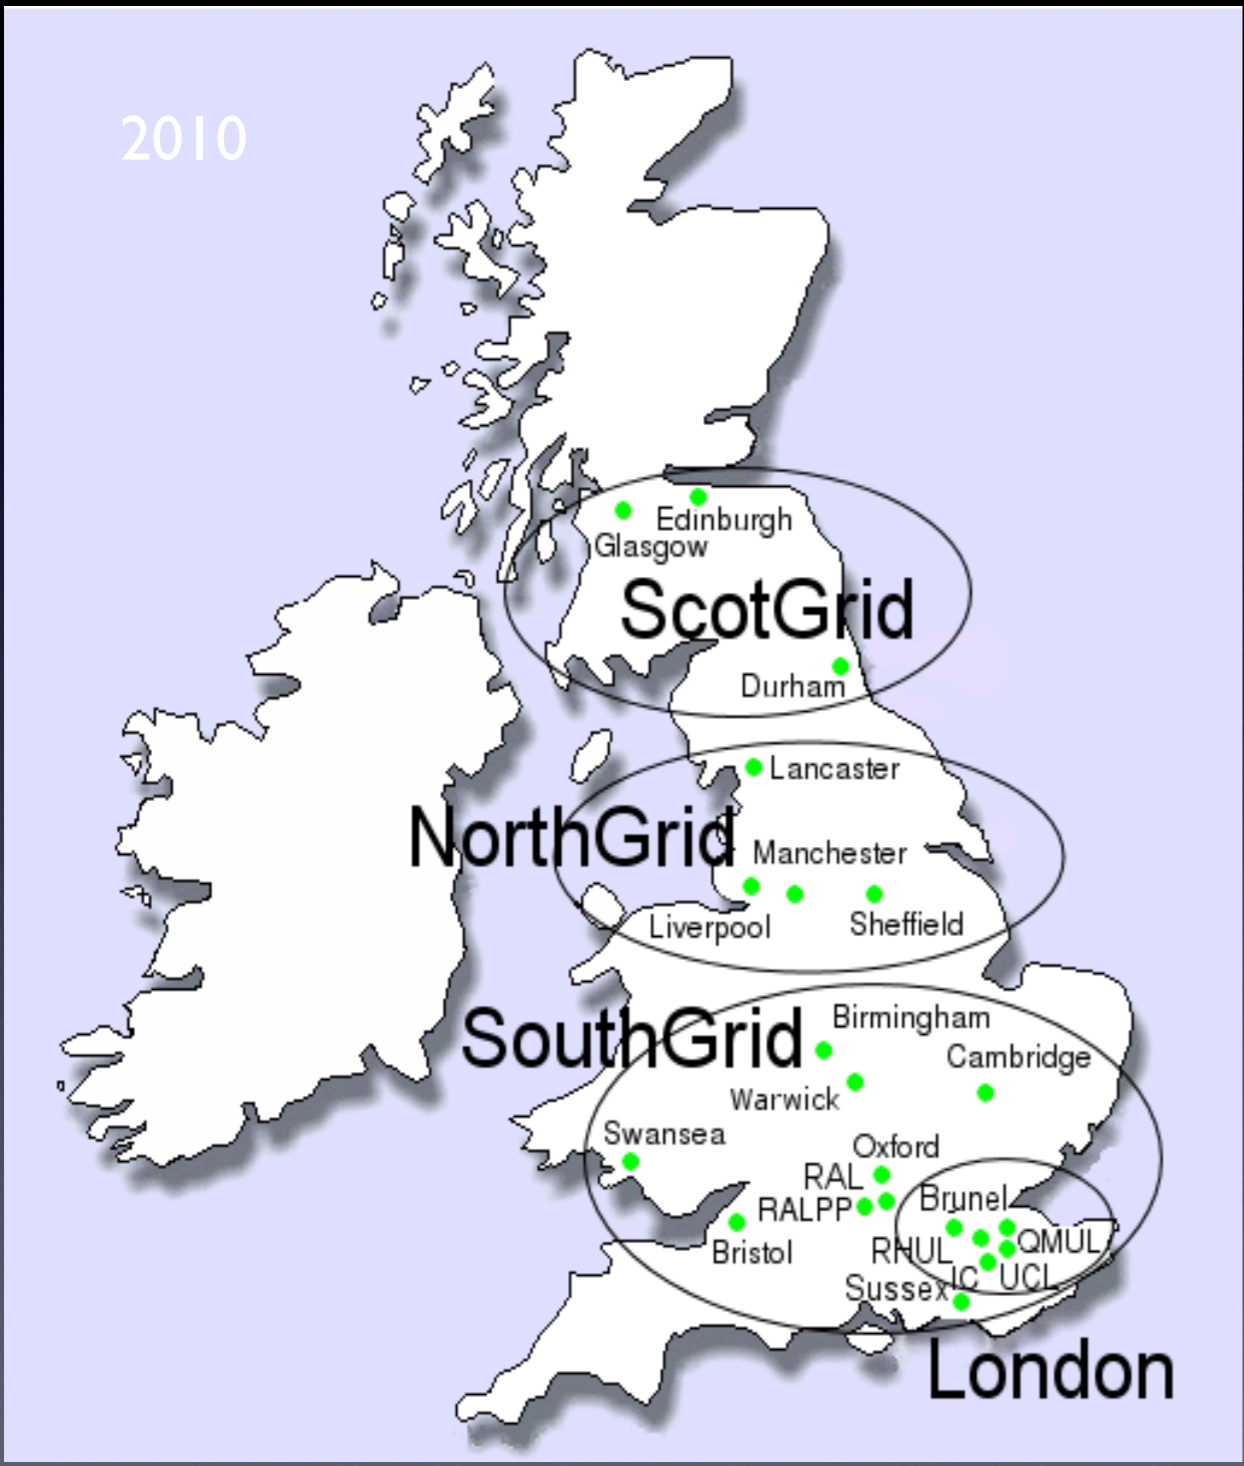 2010
Edinburgh
Glasgow
ScotGrid
Durham
Lancaster
NorthGrid
Manchester
Liverpool
Sheffield
SouthGrid
Birmingham
Cambridge
Warwick
Swansea
Oxford
RAL
RALPP
Brunel
Bristol
RHUL
QMUL
IC
UCL
Sussex
London